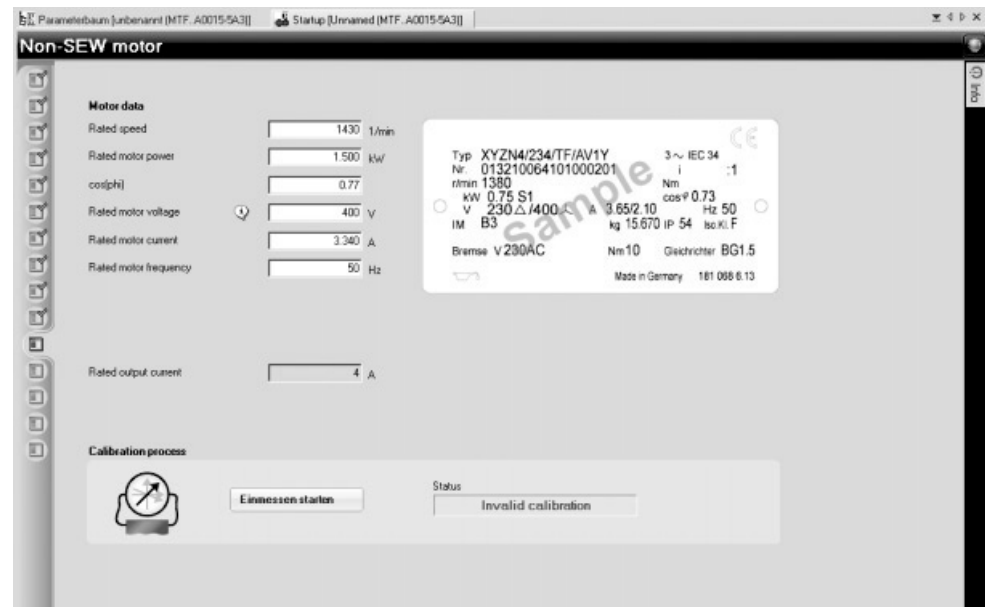 Parameterbaum [unbenannt (MTF..A0015-5A3)]
Startup [Unnamed (MTF..A0015-5A3)]
Non-SEW motor
Info
Motor data
Rated speed 1430 1/min
Rated motor power 1.500 kW
cos(phi) 0.77
Rated motor voltage 400 V
Rated motor current 3.340 A
Rated motor frequency 50 Hz
CE
Typ XYZN4/234/TF/AV1Y 3~ IEC 34
Nr. 013210064101000201 i :1
r/min 1380 Nm
kW 0.75 S1 cosφ 0.73
V 230△/400 A 3.65/2.10 Hz 50
IM B3 kg 15.670 IP 54 Iso.Kl. F
Bremse V 230AC Nm 10 Gleichrichter BG1.5
Made in Germany 181 068 6.13
Sample
Rated output current 4 A
Calibration process
Einmessen starten
Status
Invalid calibration